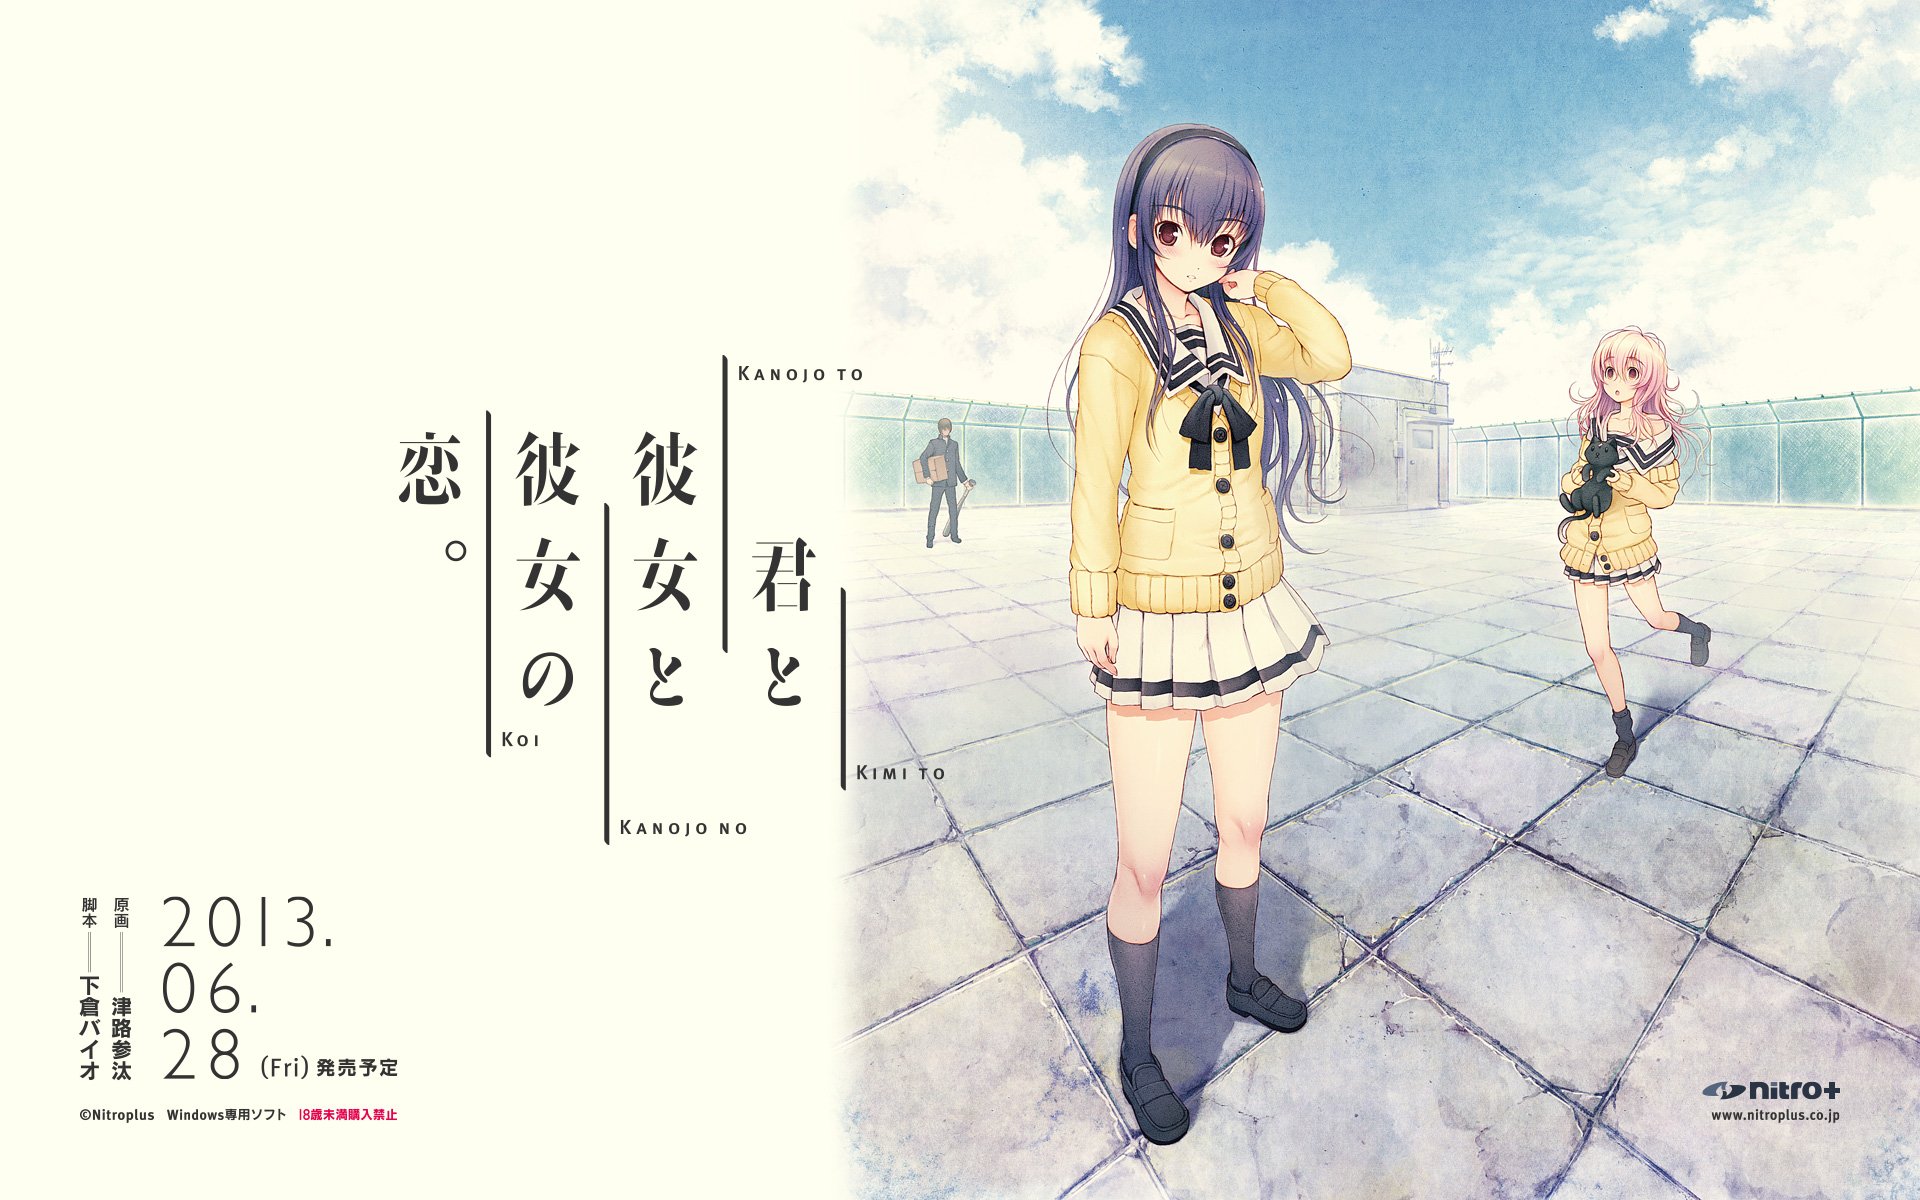 君と
彼女と
彼女の
恋。
KIMI TO
KANOJO TO
KANOJO NO
KOI
原画 津路参汰
脚本 下倉バイオ
2013.
06.
28 (Fri) 発売予定
©Nitroplus Windows専用ソフト 18歳未満購入禁止
nitro+
www.nitroplus.co.jp